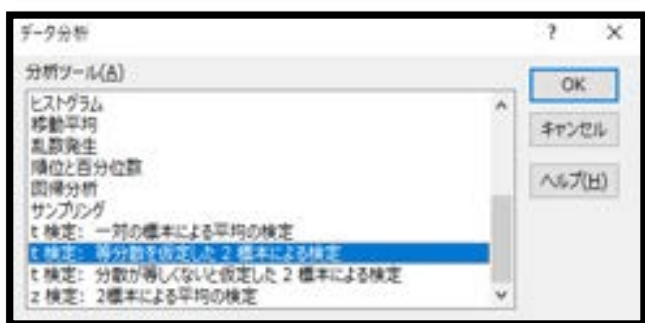 データ分析
? ×
分析ツール(A)
ヒストグラム
移動平均
乱数発生
順位と百分位数
回帰分析
サンプリング
t 検定: 一対の標本による平均の検定
t 検定: 等分散を仮定した 2 標本による検定
t 検定: 分散が等しくないと仮定した 2 標本による検定
z 検定: 2標本による平均の検定
OK
キャンセル
ヘルプ(H)